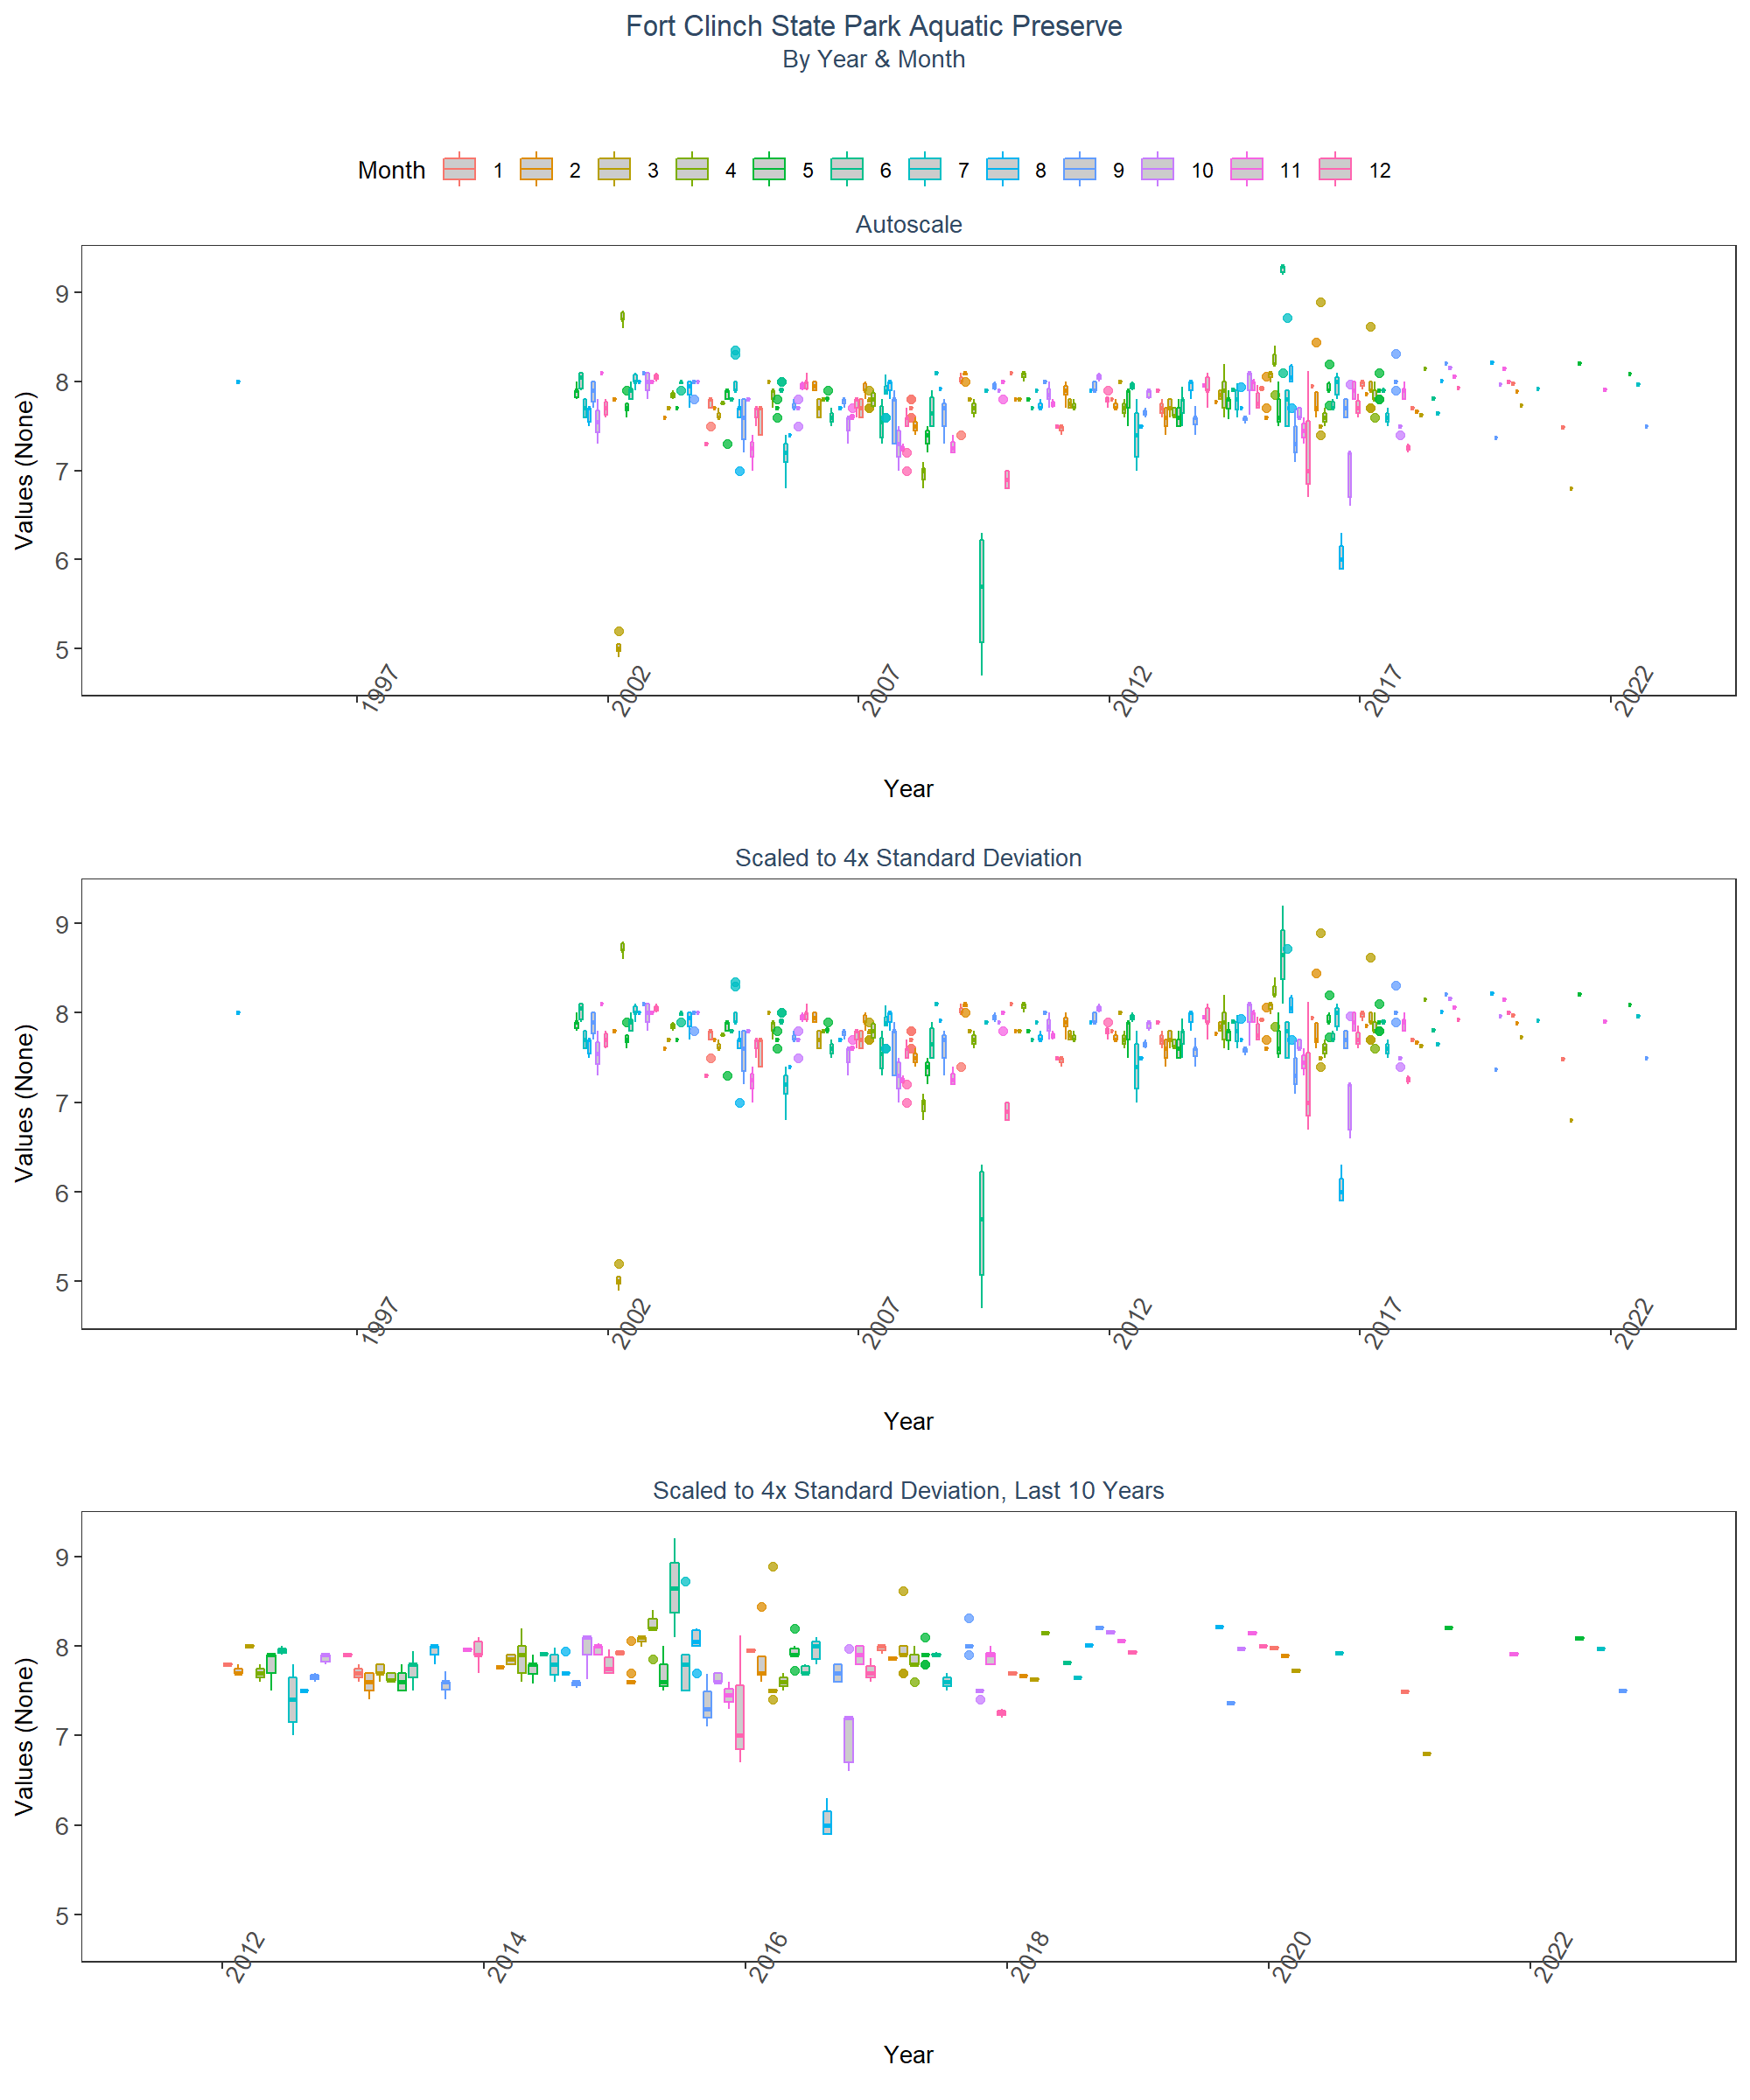 Fort Clinch State Park Aquatic Preserve
By Year & Month
Month 1 2 3 4 5 6 7 8 9 10 11 12
Autoscale
Values (None)
9
8
7
6
5
1997 2002 2007 2012 2017 2022
Year
Scaled to 4x Standard Deviation
Values (None)
9
8
7
6
5
1997 2002 2007 2012 2017 2022
Year
Scaled to 4x Standard Deviation, Last 10 Years
Values (None)
9
8
7
6
5
2012 2014 2016 2018 2020 2022
Year